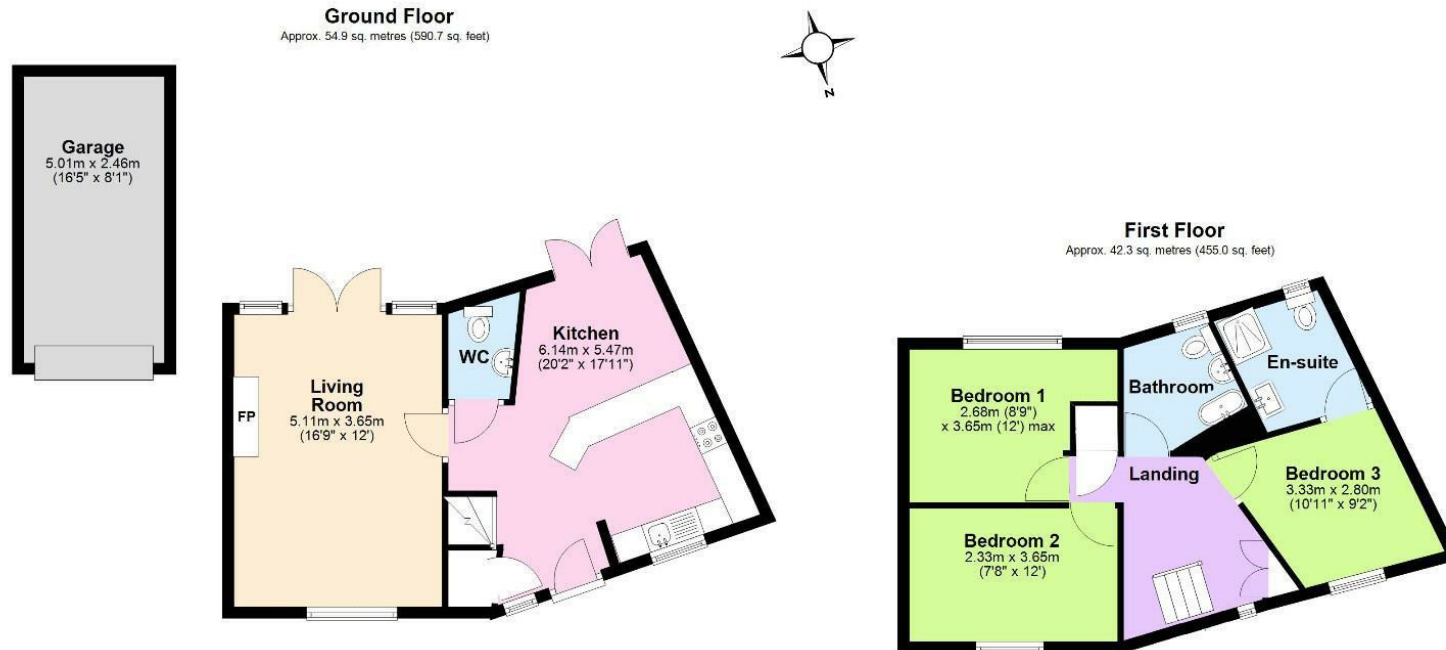 Ground Floor
Approx. 54.9 sq. metres (590.7 sq. feet)
N
Garage
5.01m x 2.46m
(16'5" x 8'1")
Living
Room
5.11m x 3.65m
(16'9" x 12')
FP
WC
Kitchen
6.14m x 5.47m
(20'2" x 17'11")
First Floor
Approx. 42.3 sq. metres (455.0 sq. feet)
Bedroom 1
2.68m (8'9")
x 3.65m (12') max
Bathroom
En-suite
Landing
Bedroom 3
3.33m x 2.80m
(10'11" x 9'2")
Bedroom 2
2.33m x 3.65m
(7'8" x 12')